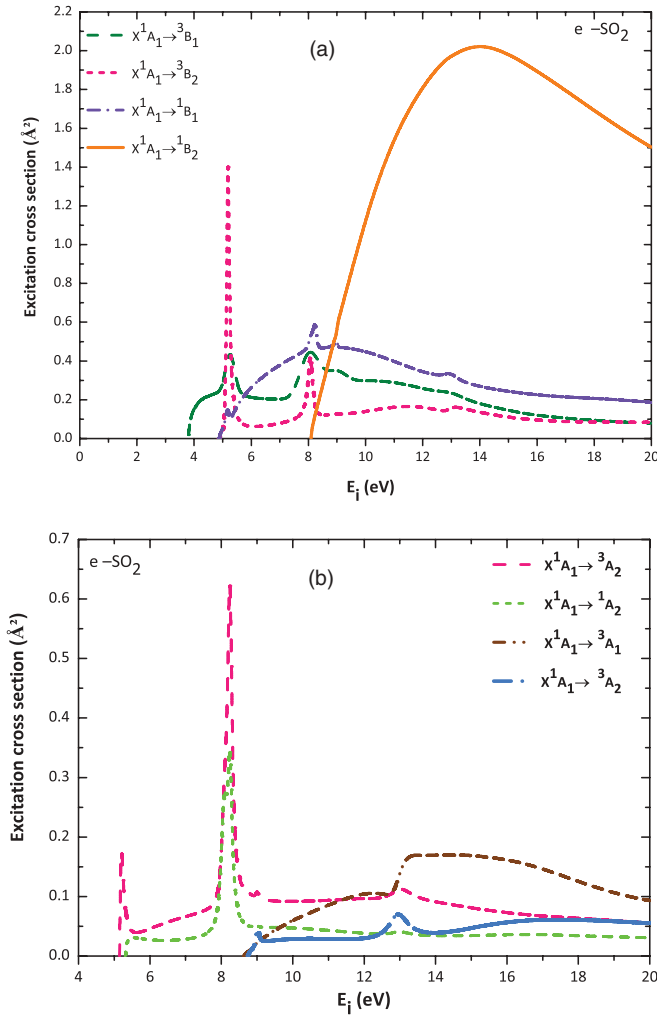 (a)
e –SO₂
X¹A₁→³B₁
X¹A₁→³B₂
X¹A₁→¹B₁
X¹A₁→¹B₂
Excitation cross section (Å²)
2.2
2.0
1.8
1.6
1.4
1.2
1.0
0.8
0.6
0.4
0.2
0.0
0 2 4 6 8 10 12 14 16 18 20
Eᵢ (eV)
e –SO₂
(b)
X¹A₁→ ³A₂
X¹A₁→ ¹A₂
X¹A₁→ ³A₁
X¹A₁→ ³A₂
Excitation cross section (Å²)
0.7
0.6
0.5
0.4
0.3
0.2
0.1
0.0
4 6 8 10 12 14 16 18 20
Eᵢ (eV)